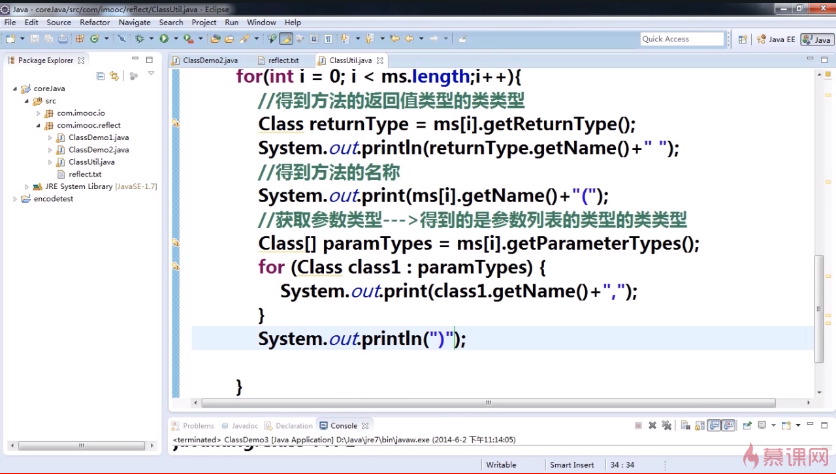 Java - coreJava/src/com/imooc/reflect/ClassUtil.java - Eclipse
File Edit Source Refactor Navigate Search Project Run Window Help
Quick Access
Java EE
Java
Package Explorer
ClassDemo2.java
reflect.txt
ClassUtil.java
coreJava
src
com.imooc.io
com.imooc.reflect
ClassDemo1.java
ClassDemo2.java
ClassUtil.java
reflect.txt
JRE System Library [JavaSE-1.7]
encodetest
for(int i = 0; i < ms.length;i++){
//得到方法的返回值类型的类类型
Class returnType = ms[i].getReturnType();
System.out.println(returnType.getName()+" ");
//得到方法的名称
System.out.print(ms[i].getName()+"(");
//获取参数类型--->得到的是参数列表的类型的类类型
Class[] paramTypes = ms[i].getParameterTypes();
for (Class class1 : paramTypes) {
System.out.print(class1.getName()+",");
}
System.out.println(")");
}
Problems
Javadoc
Declaration
Console
<terminated> ClassDemo3 [Java Application] D:\Java\jre7\bin\javaw.exe (2014-6-2 下午11:14:05)
Writable
Smart Insert
34 : 34
慕课网